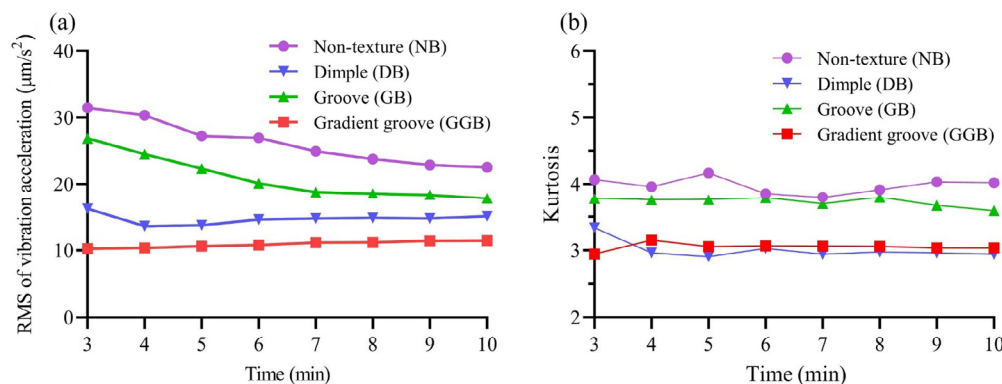 (a)
RMS of vibration acceleration (μm/s²)
40
30
20
10
0
Non-texture (NB)
Dimple (DB)
Groove (GB)
Gradient groove (GGB)
3 4 5 6 7 8 9 10
Time (min)
(b)
Kurtosis
6
5
4
3
2
Non-texture (NB)
Dimple (DB)
Groove (GB)
Gradient groove (GGB)
3 4 5 6 7 8 9 10
Time (min)